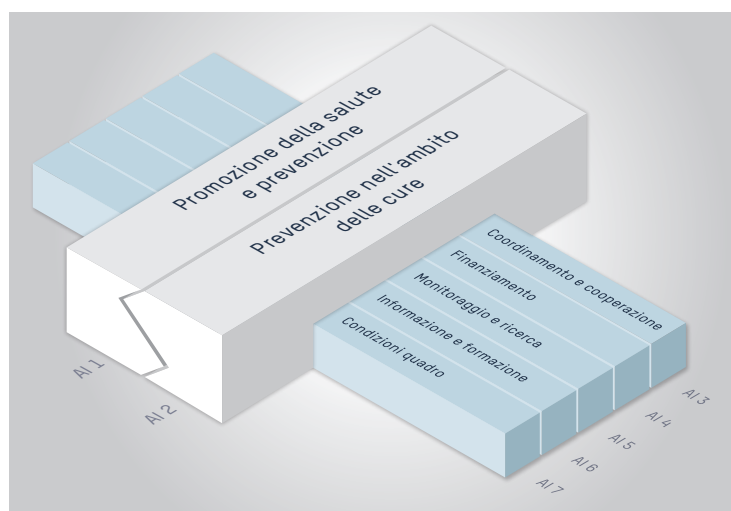 Promozione della salute
e prevenzione
Prevenzione nell'ambito
delle cure
Coordinamento e cooperazione
Finanziamento
Monitoraggio e ricerca
Informazione e formazione
Condizioni quadro
AI 1
AI 2
AI 3
AI 4
AI 5
AI 6
AI 7